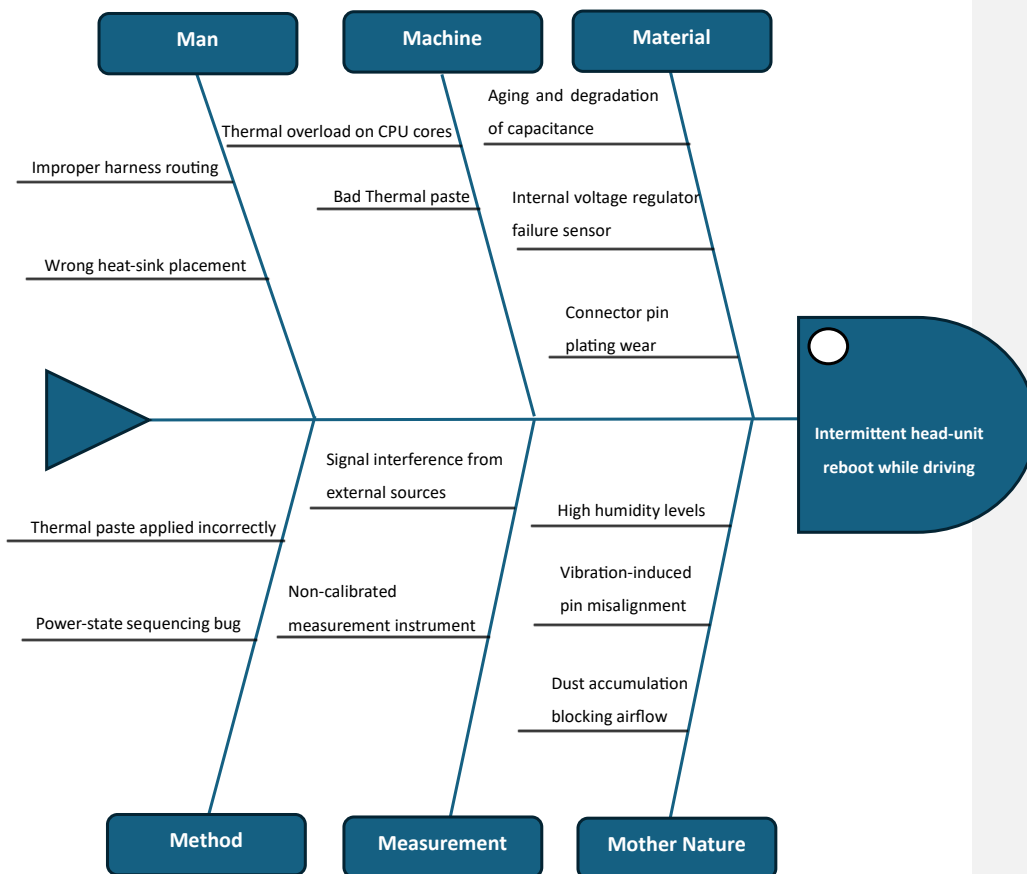 Man
Machine
Material
Aging and degradation
of capacitance
Thermal overload on CPU cores
Improper harness routing
Bad Thermal paste
Internal voltage regulator
failure sensor
Wrong heat-sink placement
Connector pin
plating wear
Intermittent head-unit
reboot while driving
Signal interference from
external sources
High humidity levels
Thermal paste applied incorrectly
Vibration-induced
pin misalignment
Non-calibrated
measurement instrument
Power-state sequencing bug
Dust accumulation
blocking airflow
Method
Measurement
Mother Nature